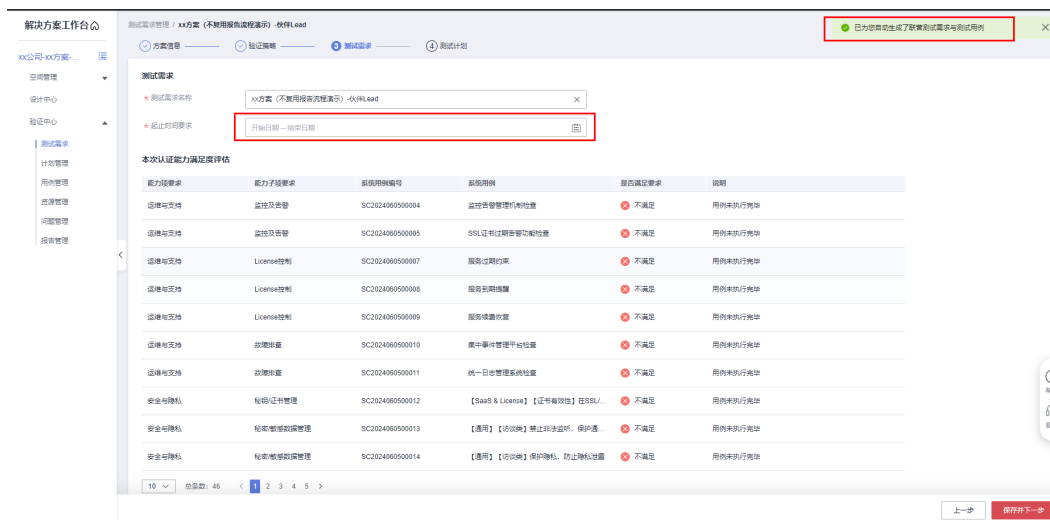 解决方案工作台
测试需求管理 / xx方案（不复用报告流程演示）-伙伴Lead
已为您自动生成了联营测试需求与测试用例
方案信息
验证策略
3 测试需求
4 测试计划
xx公司-xx方案-...
空间管理
设计中心
验证中心
测试需求
计划管理
用例管理
资源管理
问题管理
报告管理
测试需求
* 测试需求名称 xx方案（不复用报告流程演示）-伙伴Lead
* 起止时间要求 开始日期 – 结束日期
本次认证能力满足度评估
能力项要求 能力子项要求 系统用例编号 系统用例 是否满足要求 说明
运维与支持 监控及告警 SC2024060500004 监控告警管理机制检查 不满足 用例未执行完毕
运维与支持 监控及告警 SC2024060500005 SSL证书过期告警功能检查 不满足 用例未执行完毕
运维与支持 License控制 SC2024060500007 服务过期约束 不满足 用例未执行完毕
运维与支持 License控制 SC2024060500008 服务到期提醒 不满足 用例未执行完毕
运维与支持 License控制 SC2024060500009 服务续费恢复 不满足 用例未执行完毕
运维与支持 故障排查 SC2024060500010 集中事件管理平台检查 不满足 用例未执行完毕
运维与支持 故障排查 SC2024060500011 统一日志管理系统检查 不满足 用例未执行完毕
安全与隐私 秘钥/证书管理 SC2024060500012 【SaaS & License】【证书有效性】在SSL/... 不满足 用例未执行完毕
安全与隐私 秘密/敏感数据管理 SC2024060500013 【通用】【访谈类】禁止非法监听，保护通... 不满足 用例未执行完毕
安全与隐私 秘密/敏感数据管理 SC2024060500014 【通用】【访谈类】保护隐私，防止隐私泄露 不满足 用例未执行完毕
10 总条数: 46 < 1 2 3 4 5 >
上一步 保存并下一步